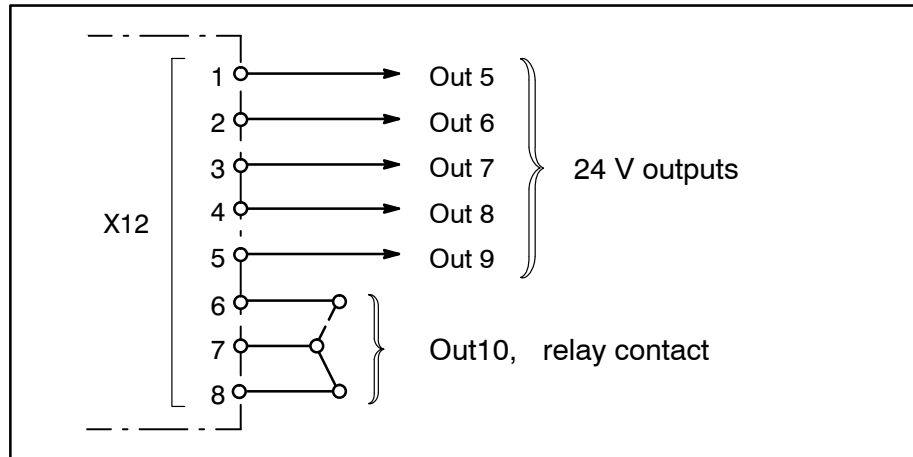 1 Out 5
2 Out 6
3 Out 7 24 V outputs
4 Out 8
X12
5 Out 9
6
7 Out10, relay contact
8